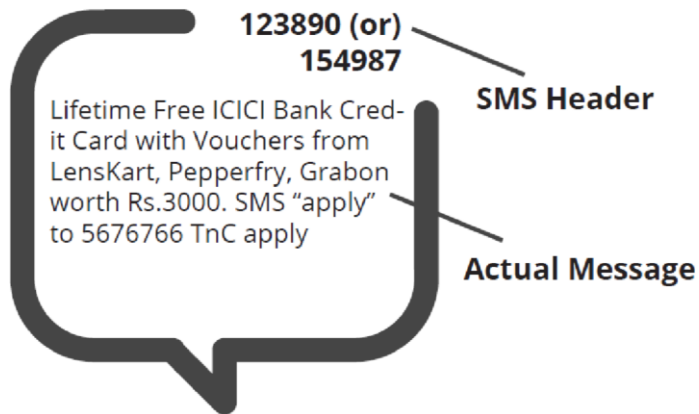 123890 (or)
154987
SMS Header
Lifetime Free ICICI Bank Cred-
it Card with Vouchers from
LensKart, Pepperfry, Grabon
worth Rs.3000. SMS “apply”
to 5676766 TnC apply
Actual Message